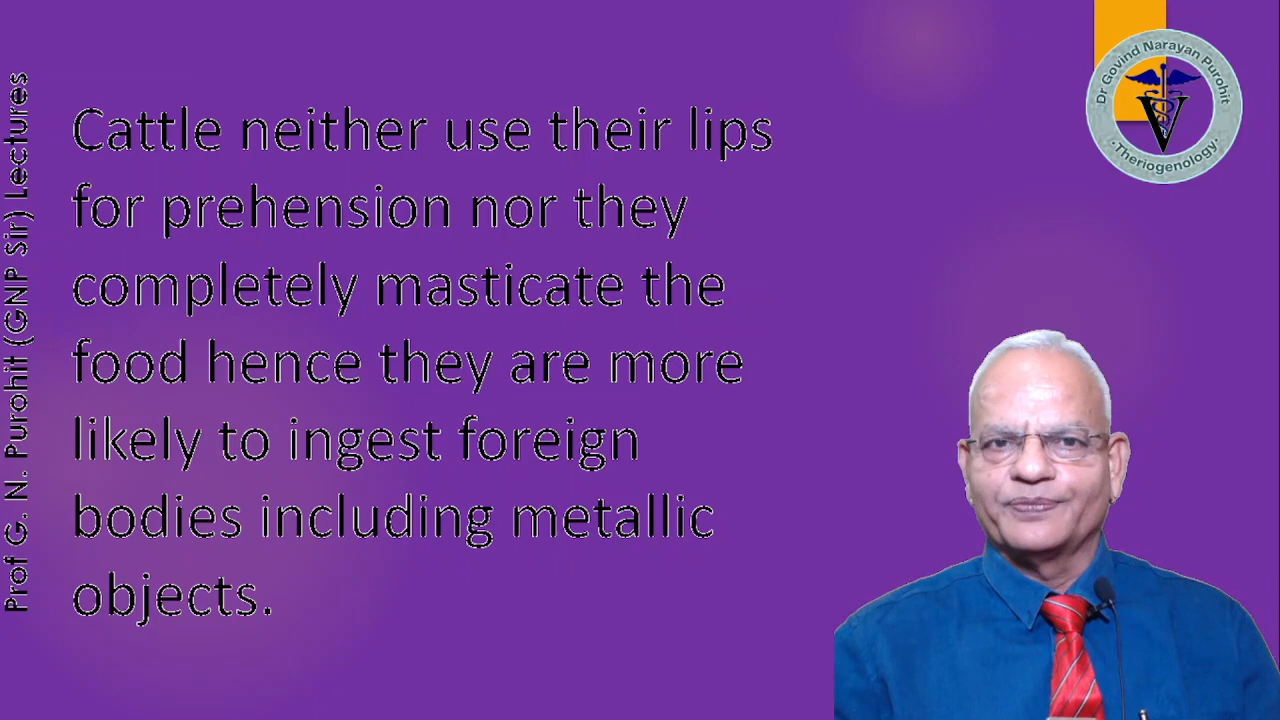 Cattle neither use their lips
for prehension nor they
completely masticate the
food hence they are more
likely to ingest foreign
bodies including metallic
objects.
Prof G. N. Purohit (GNP Sir) Lectures
Dr Govind Narayan Purohit
V
·Theriogenology·